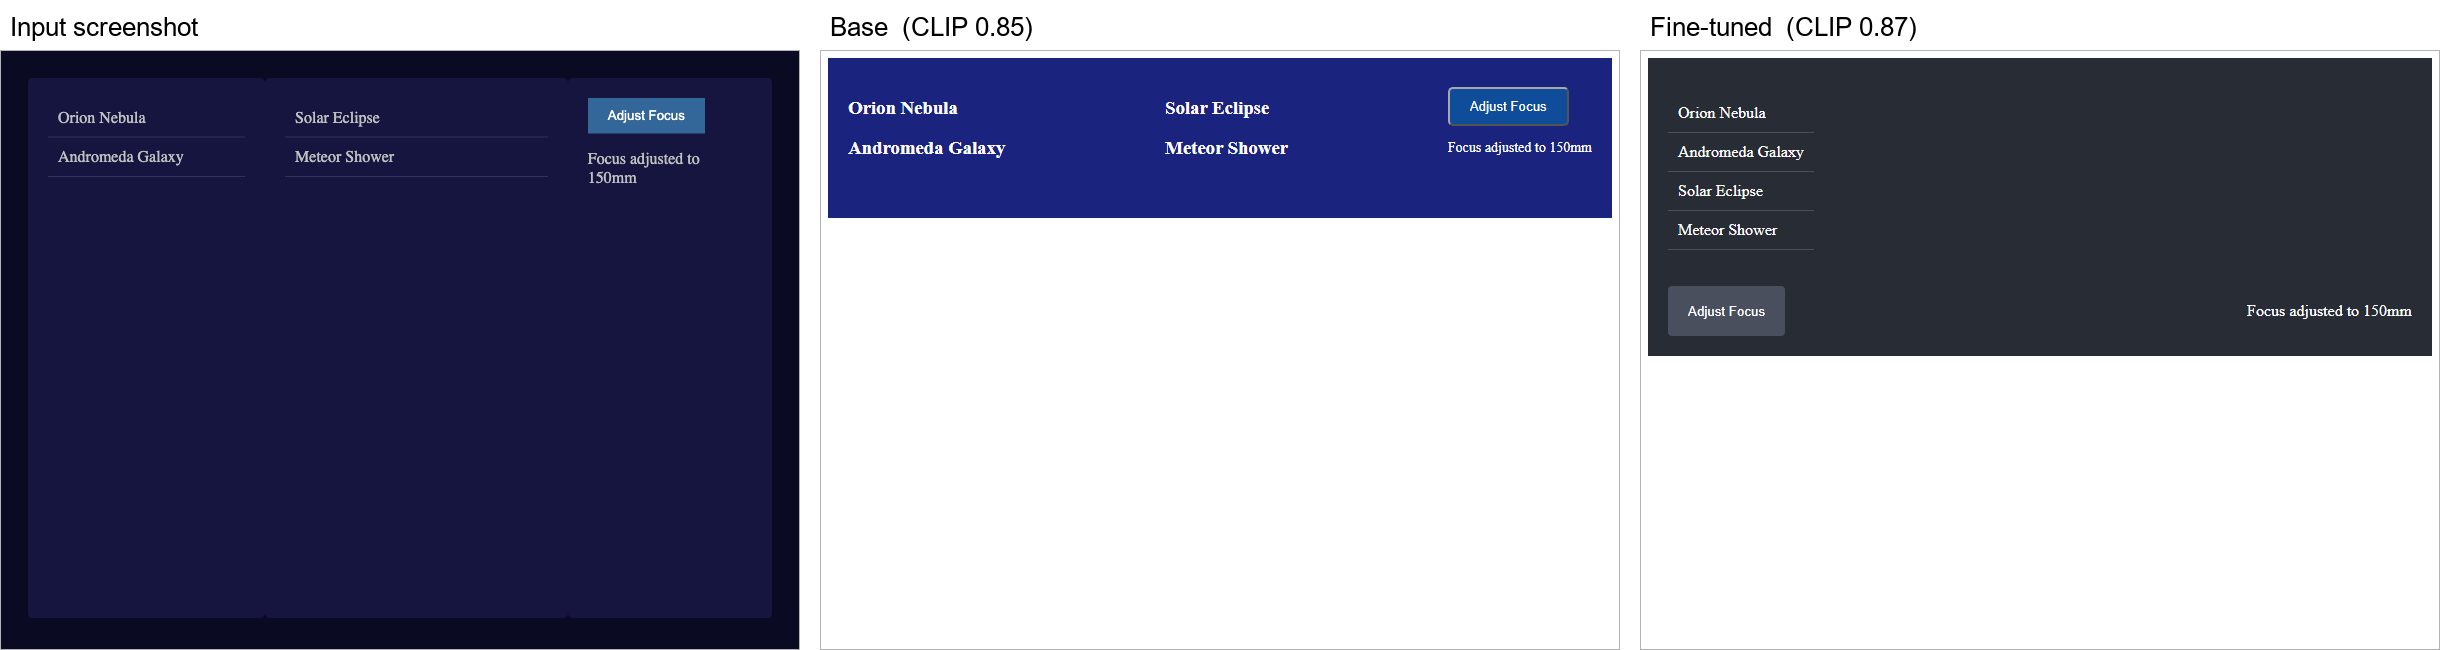 Input screenshot
Orion Nebula
Andromeda Galaxy
Solar Eclipse
Meteor Shower
Adjust Focus
Focus adjusted to
150mm
Base (CLIP 0.85)
Orion Nebula
Andromeda Galaxy
Solar Eclipse
Meteor Shower
Adjust Focus
Focus adjusted to 150mm
Fine-tuned (CLIP 0.87)
Orion Nebula
Andromeda Galaxy
Solar Eclipse
Meteor Shower
Adjust Focus
Focus adjusted to 150mm